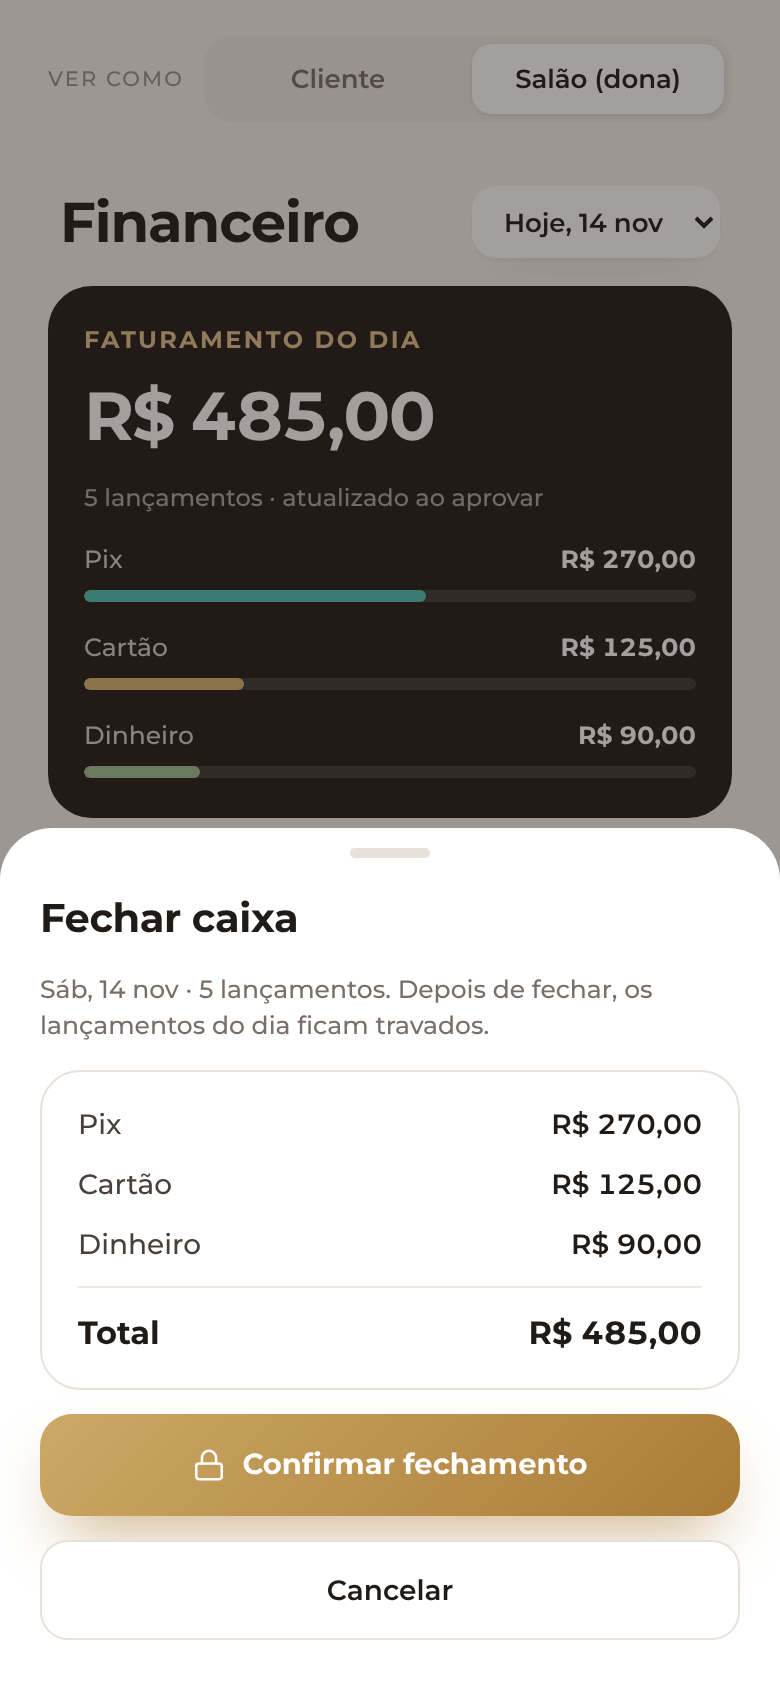 VER COMO
Cliente
Salão (dona)
Financeiro
Hoje, 14 nov
FATURAMENTO DO DIA
R$ 485,00
5 lançamentos · atualizado ao aprovar
Pix R$ 270,00
Cartão R$ 125,00
Dinheiro R$ 90,00
Fechar caixa
Sáb, 14 nov · 5 lançamentos. Depois de fechar, os
lançamentos do dia ficam travados.
Pix R$ 270,00
Cartão R$ 125,00
Dinheiro R$ 90,00
Total R$ 485,00
Confirmar fechamento
Cancelar